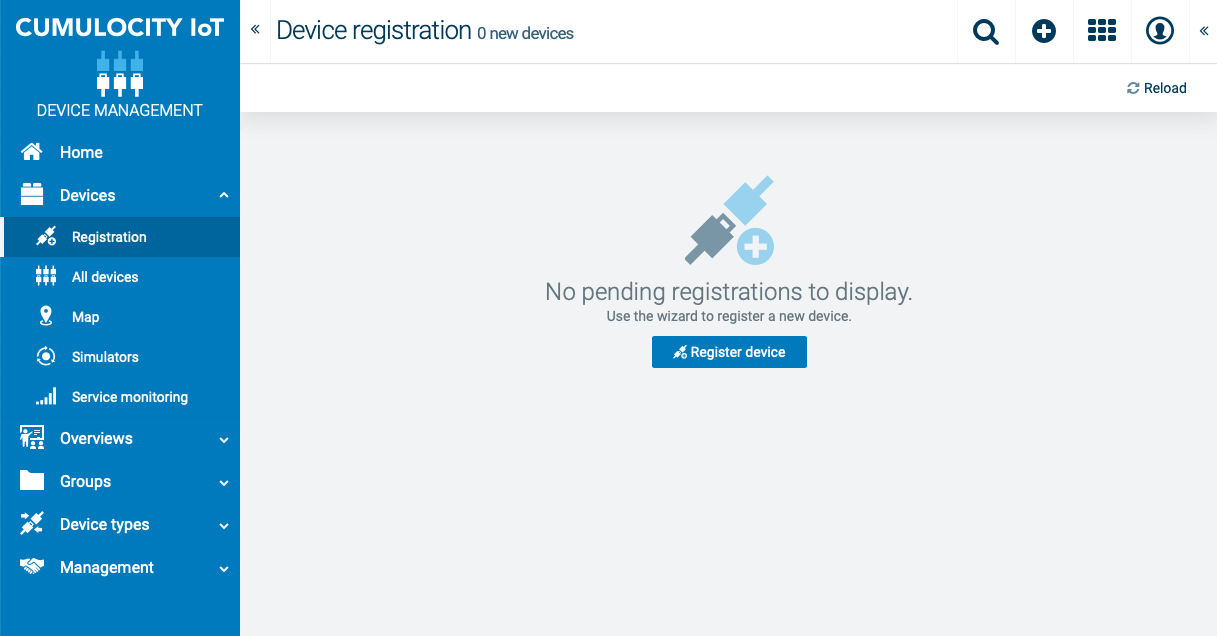 CUMULOCITY IoT
DEVICE MANAGEMENT
Home
Devices
Registration
All devices
Map
Simulators
Service monitoring
Overviews
Groups
Device types
Management
Device registration 0 new devices
Reload
No pending registrations to display.
Use the wizard to register a new device.
Register device